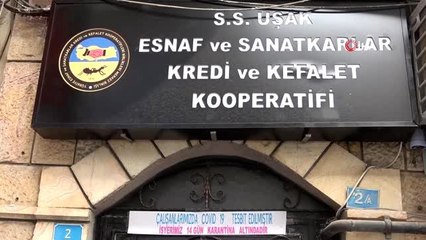 S.S. UŞAK
ESNAF ve SANATKARLAR
KREDİ ve KEFALET
KOOPERATİFİ
ÇALIŞANLARIMIZDA COVID 19 TESBİT EDİLMİŞTİR
İŞYERİMİZ 14 GÜN KARANTİNA ALTINDADIR
2
2A